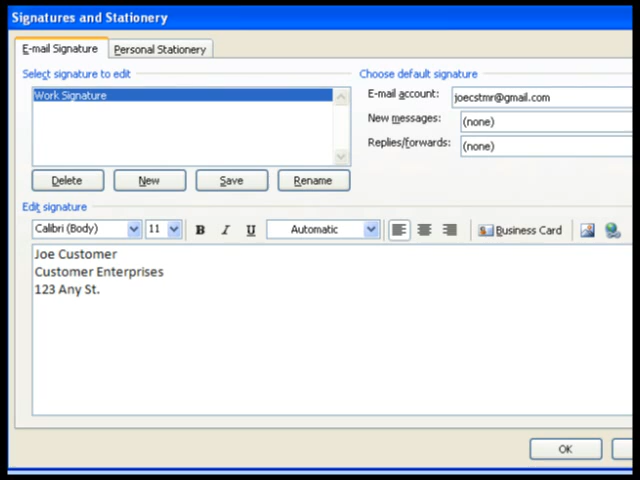 Signatures and Stationery
E-mail Signature
Personal Stationery
Select signature to edit
Choose default signature
Work Signature
E-mail account:
joecstmr@gmail.com
New messages:
(none)
Replies/forwards:
(none)
Delete
New
Save
Rename
Edit signature
Calibri (Body)
11
B
I
U
Automatic
Business Card
Joe Customer
Customer Enterprises
123 Any St.
OK